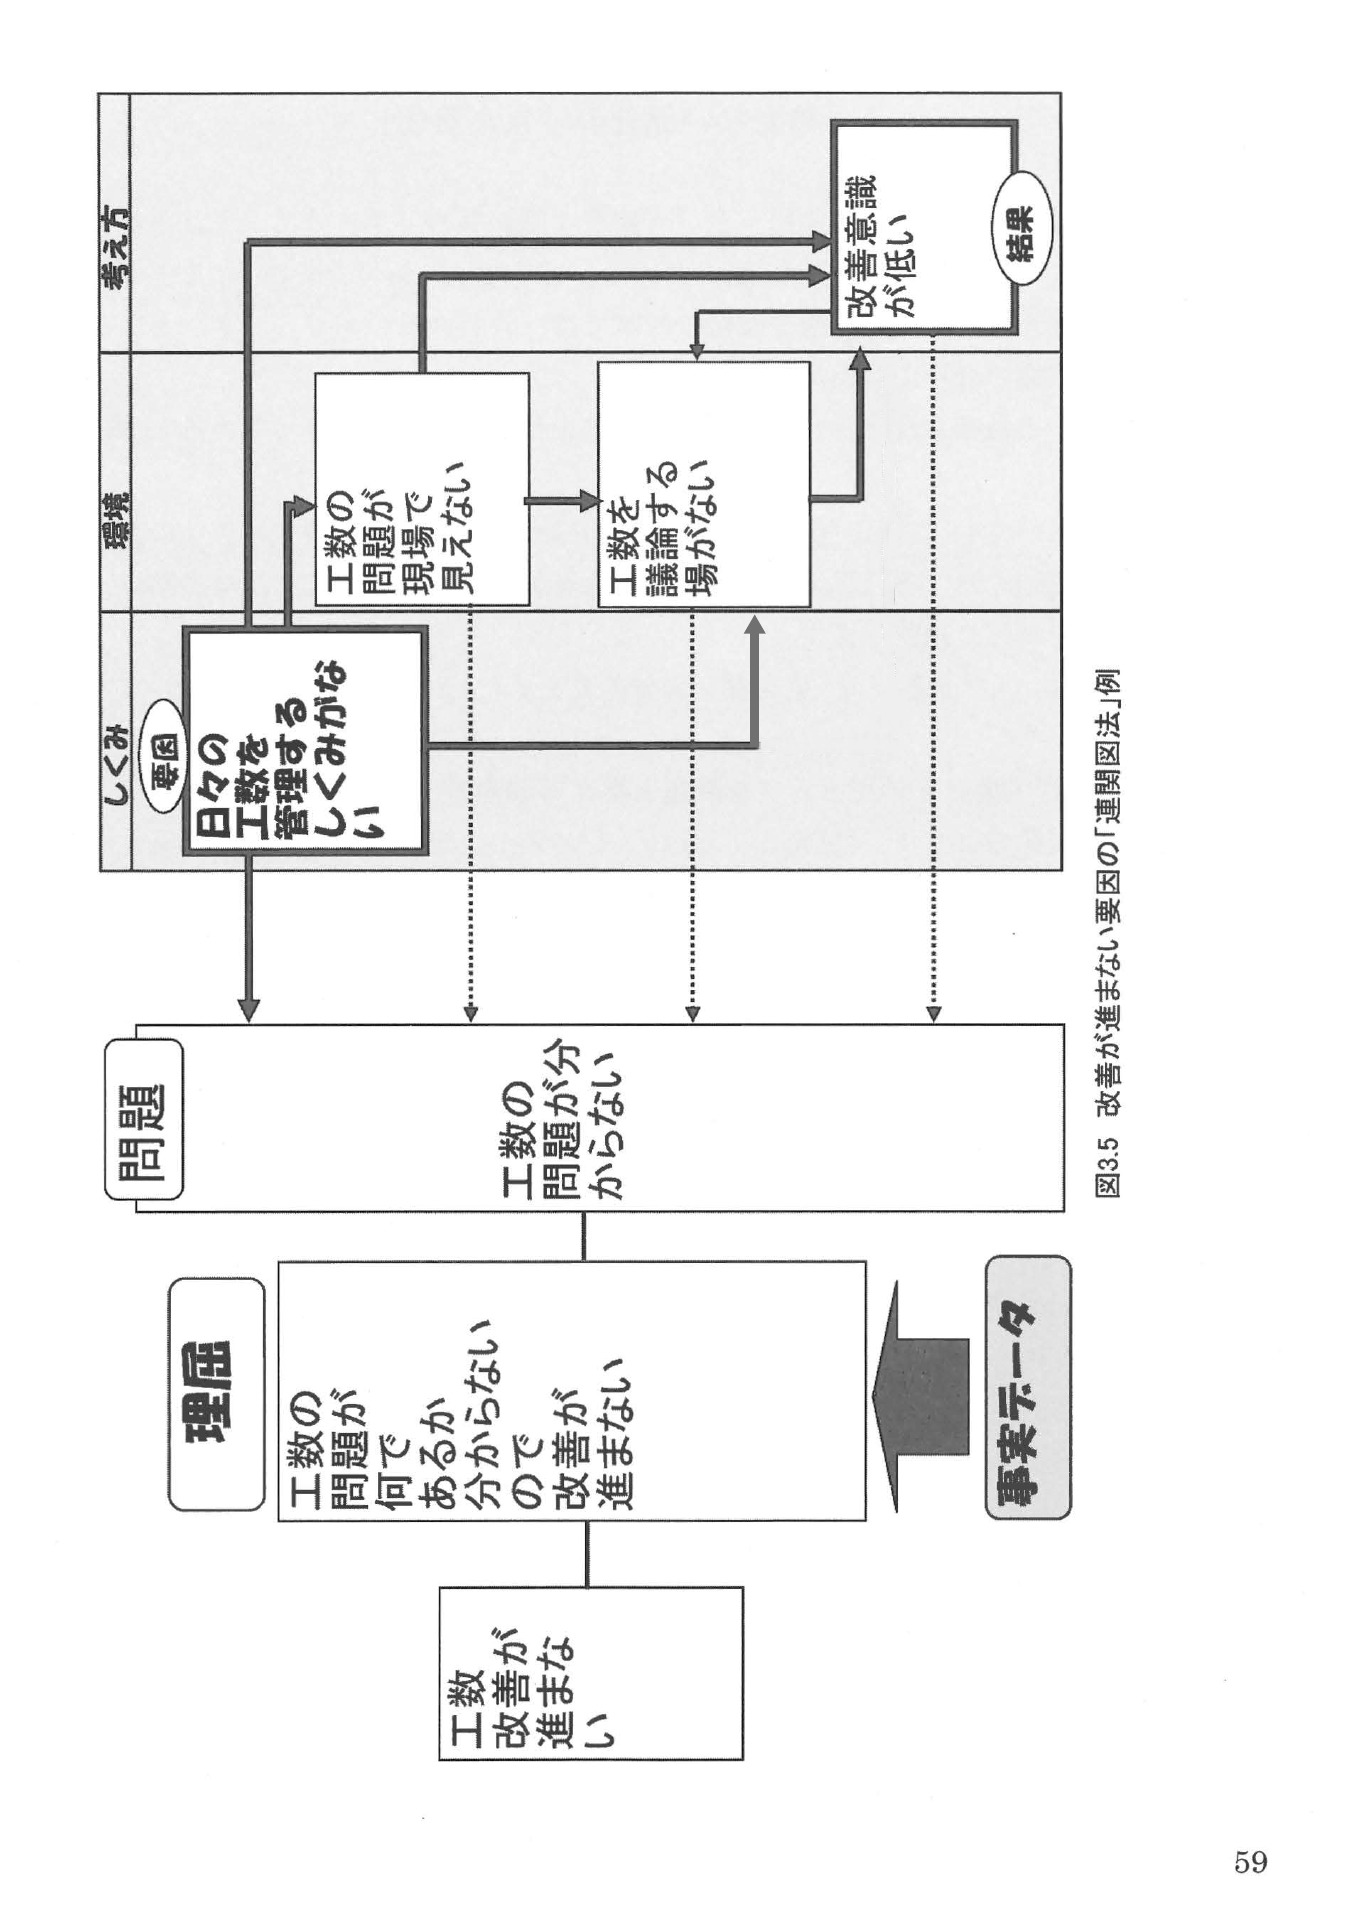 工数
改善が
進まな
い
理屈
工数の
問題が
何で
あるか
分からない
ので
改善が
進まない
事実データ
問題
工数の
問題が分
からない
しくみ
環境
考え方
要因
日々の
工数を
管理する
しくみがな
い
工数の
問題が
現場で
見えない
工数を
議論する
場がない
改善意識
が低い
結果
図3.5 改善が進まない要因の「連関図法」例
59